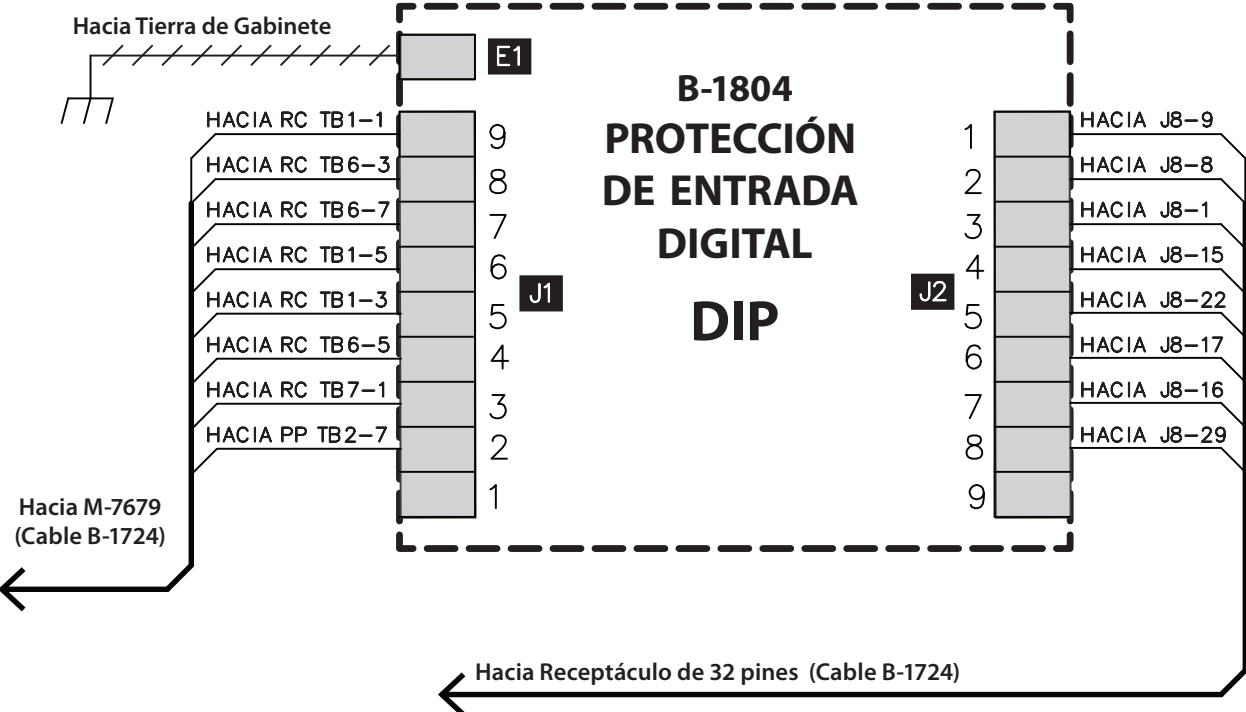 Hacia Tierra de Gabinete
E1
B-1804
PROTECCIÓN
DE ENTRADA
DIGITAL
DIP
HACIA RC TB1-1
9
HACIA RC TB6-3
8
HACIA RC TB6-7
7
HACIA RC TB1-5
6
HACIA RC TB1-3
5
HACIA RC TB6-5
4
HACIA RC TB7-1
3
HACIA PP TB2-7
2
1
J1
J2
1
HACIA J8-9
2
HACIA J8-8
3
HACIA J8-1
4
HACIA J8-15
5
HACIA J8-22
6
HACIA J8-17
7
HACIA J8-16
8
HACIA J8-29
9
Hacia M-7679
(Cable B-1724)
Hacia Receptáculo de 32 pines (Cable B-1724)